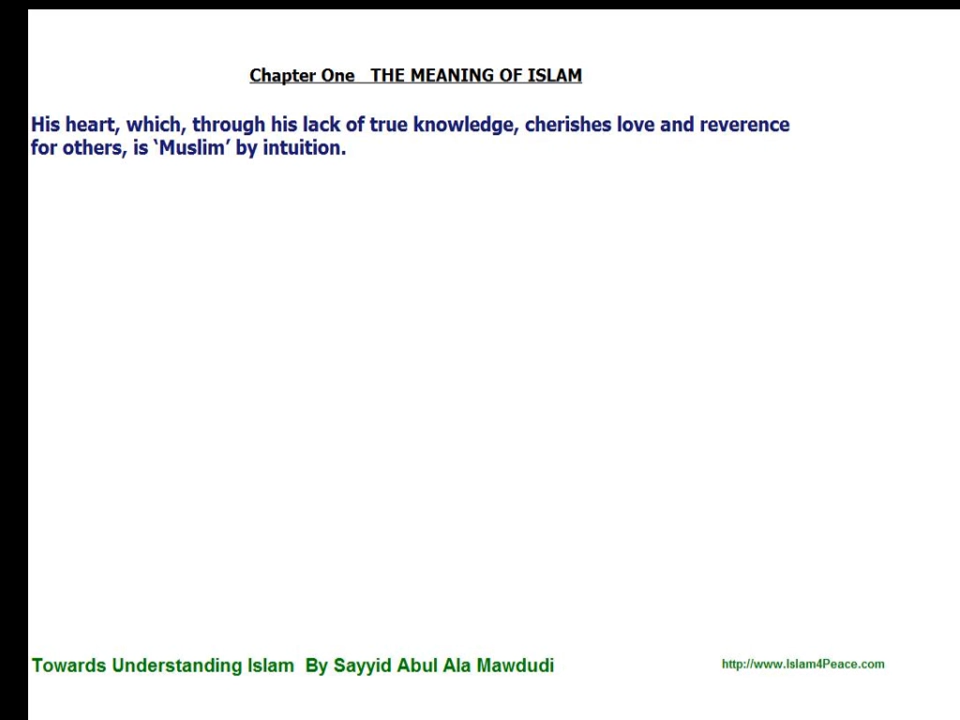 Chapter One   THE MEANING OF ISLAM
His heart, which, through his lack of true knowledge, cherishes love and reverence
for others, is ‘Muslim’ by intuition.
Towards Understanding Islam  By Sayyid Abul Ala Mawdudi
http://www.Islam4Peace.com